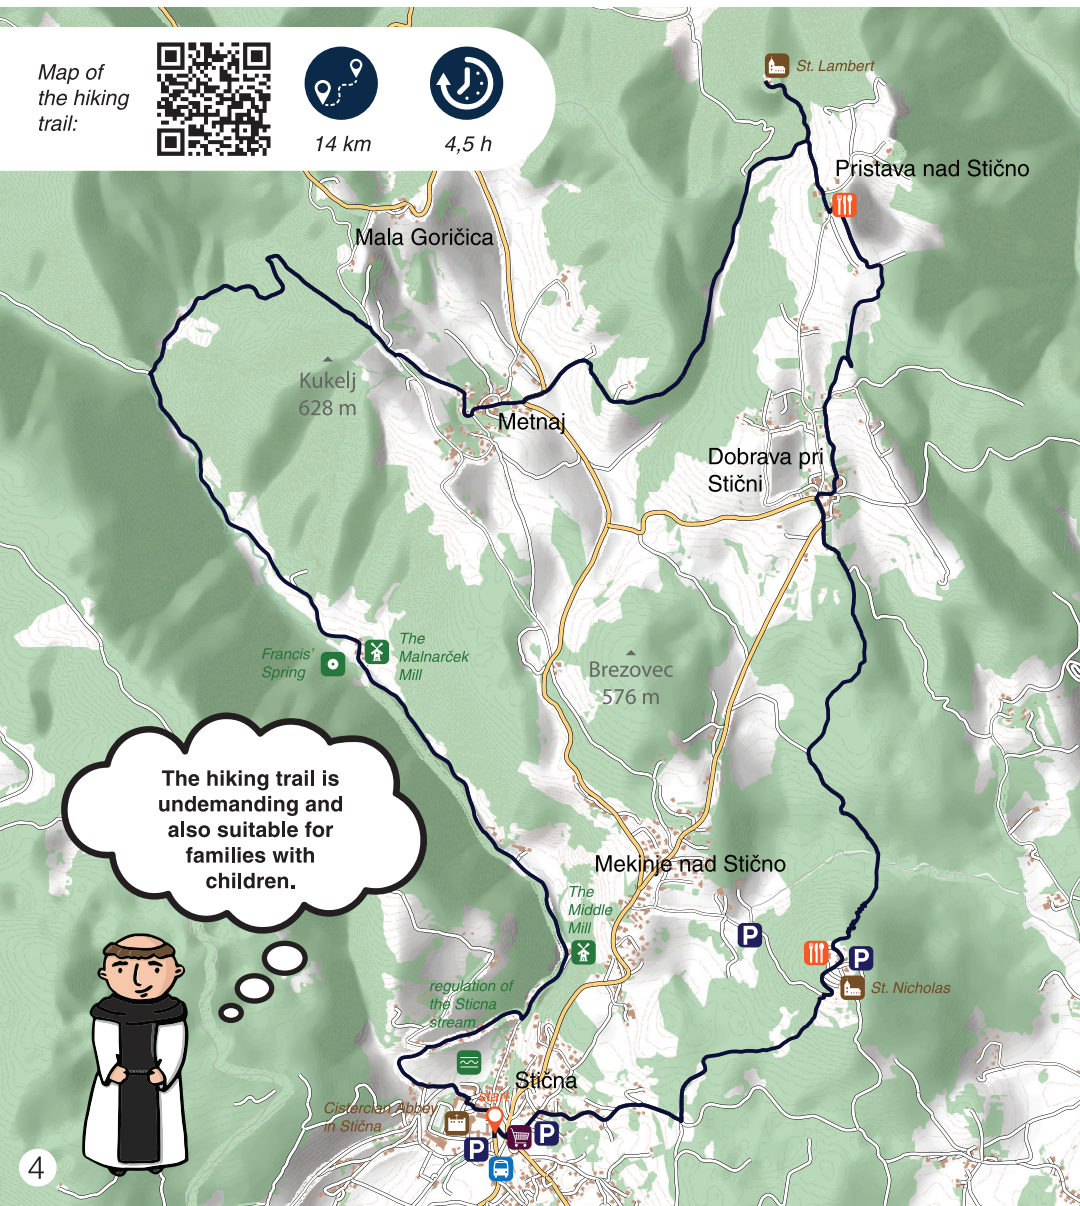 Map of
the hiking
trail:
14 km
4,5 h
St. Lambert
Pristava nad Stično
Mala Goričica
Kukelj
628 m
Metnaj
Dobrava pri
Stični
The
Malnarček
Mill
Francis'
Spring
Brezovec
576 m
The hiking trail is
undemanding and
also suitable for
families with
children.
Mekinje nad Stično
The
Middle
Mill
P
P
St. Nicholas
regulation of
the Sticna
stream
Stična
start
Cistercian Abbey
in Stična
P
P
4